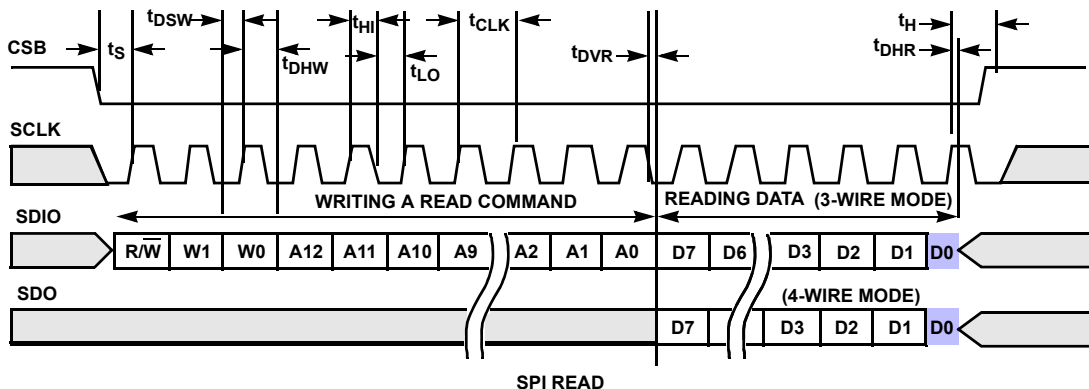 tDSW tHI tCLK tH
CSB tS tDVR tDHR
tDHW tLO
SCLK
WRITING A READ COMMAND READING DATA (3-WIRE MODE)
SDIO
R/W̅ W1 W0 A12 A11 A10 A9 A2 A1 A0 D7 D6 D3 D2 D1 D0
SDO (4-WIRE MODE)
D7 D3 D2 D1 D0
SPI READ